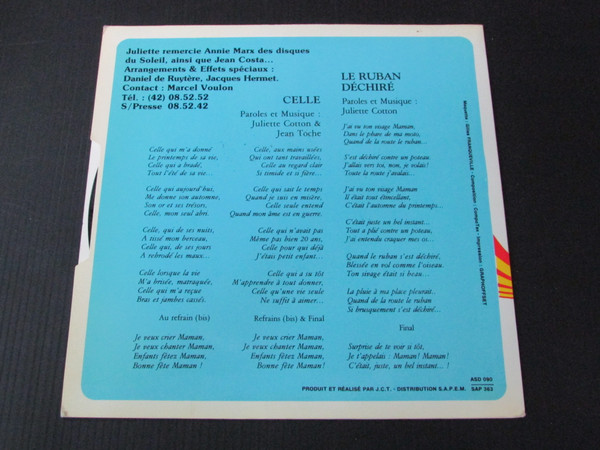 Juliette remercie Annie Marx des disques
du Soleil, ainsi que Jean Costa...
Arrangements & Effets spéciaux :
Daniel de Ruytère, Jacques Hermet.
Contact : Marcel Voulon
Tél. : (42) 08.52.52
S/Presse 08.52.42
CELLE
Paroles et Musique :
Juliette Cotton &
Jean Toche
Celle qui m'a donné
Le printemps de sa vie,
Celle qui a bradé,
Tout l'été de sa vie...
Celle qui aujourd'hui,
Me donne son automne,
Son or et ses trésors,
Celle, mon seul abri.
Celle, qui de ses nuits,
A tissé mon berceau,
Celle qui, de ses jours
A rebrodé les maux...
Celle lorsque la vie
M'a brisée, matraquée,
Celle qui m'a reçue
Bras et jambes cassés.
Au refrain (bis)
Je veux crier Maman,
Je veux chanter Maman,
Enfants fêtez Maman,
Bonne fête Maman !
Celle, aux mains usées
Qui ont tant travaillées,
Celle au regard clair
Si timide et si fière...
Celle qui sait le temps
Quand je suis en misère,
Celle seule entend
Quand mon âme est en guerre.
Celle qui n'avait pas
Même pas bien 20 ans,
Celle pour qui déjà
J'étais petit enfant...
Celle qui a su tôt
M'apprendre à tout donner,
Celle qu'une vie seule
Ne suffit à aimer...
Refrains (bis) & Final
Je veux crier Maman,
Je veux chanter Maman,
Enfants fêtez Maman,
Bonne fête Maman!
LE RUBAN
DÉCHIRÉ
Paroles et Musique :
Juliette Cotton
J'ai vu ton visage Maman,
Dans le phare de ma moto,
Quand de la route le ruban...
S'est déchiré contre un poteau.
J'allais vers toi, non, je volais!
Toute la route j'avalais...
J'ai vu ton visage Maman
Il était tout étincellant,
C'était l'automne du printemps...
C'était juste un bel instant...
Tout a plié contre un poteau,
J'ai entendu craquer mes os...
Quand le ruban s'est déchiré,
Blessée en vol comme l'oiseau.
Ton visage était si beau...
La pluie à ma place pleurait,
Quand de la route le ruban
Si brusquement s'est déchiré...
Final
Surprise de te voir si tôt,
Je t'appelais : Maman! Maman!
C'était, juste, un bel instant... !
PRODUIT ET RÉALISÉ PAR J.C.T. - DISTRIBUTION S.A.P.E.M.
ASD 090
SAP 363